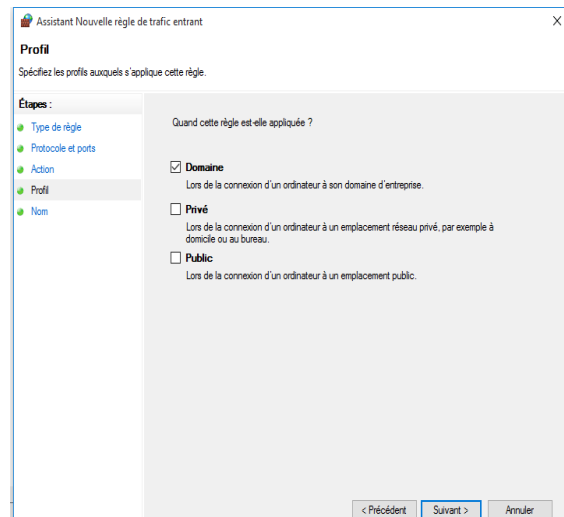 Assistant Nouvelle règle de trafic entrant
Profil
Spécifiez les profils auxquels s'applique cette règle.
Étapes :
Type de règle
Protocole et ports
Action
Profil
Nom
Quand cette règle est-elle appliquée ?
Domaine
Lors de la connexion d'un ordinateur à son domaine d'entreprise.
Privé
Lors de la connexion d'un ordinateur à un emplacement réseau privé, par exemple à
domicile ou au bureau.
Public
Lors de la connexion d'un ordinateur à un emplacement public.
< Précédent
Suivant >
Annuler